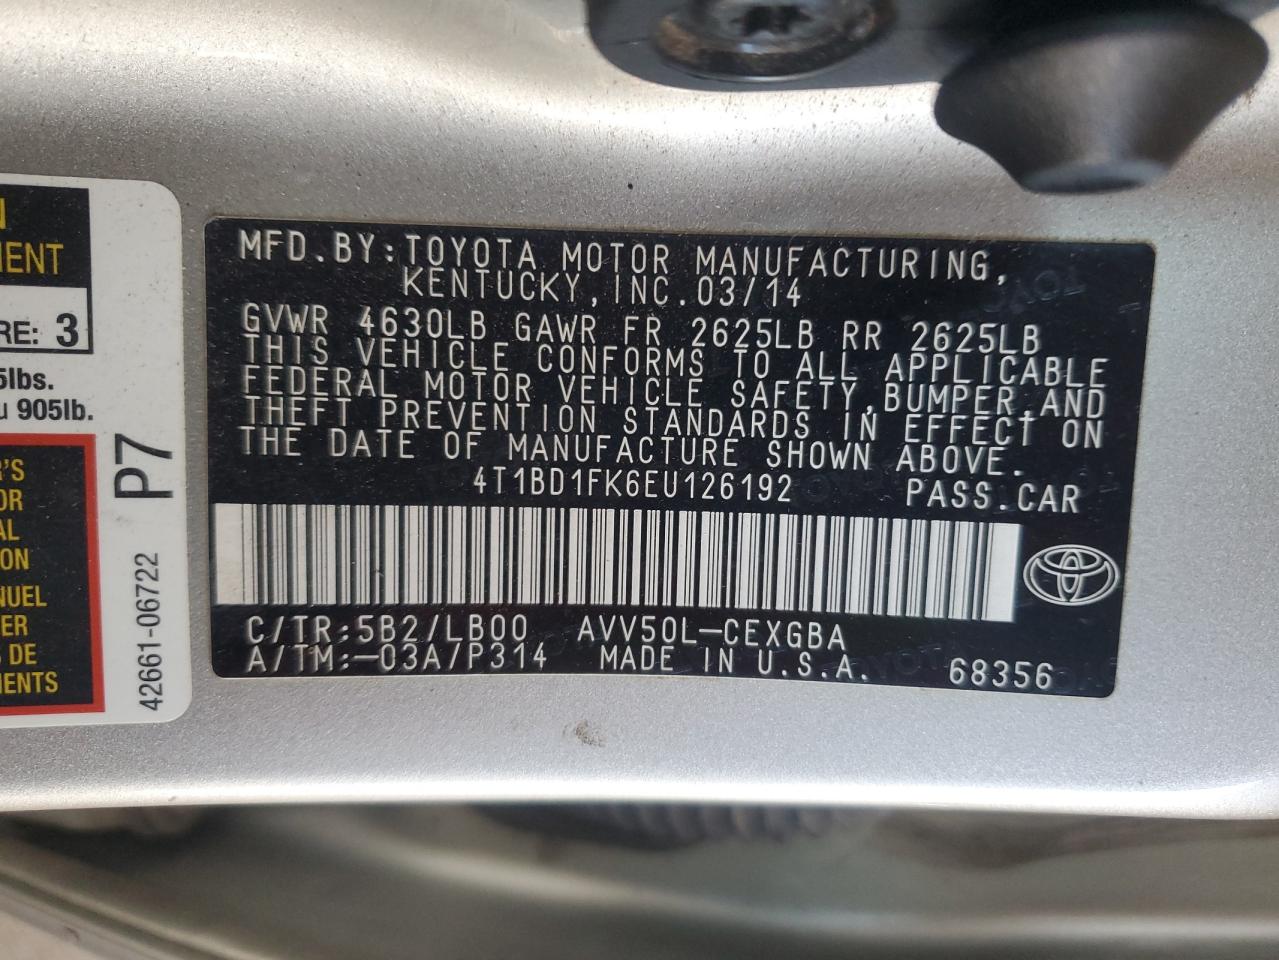 MFD.BY:TOYOTA MOTOR MANUFACTURING,
KENTUCKY,INC.03/14
GVWR 4630LB GAWR FR 2625LB RR 2625LB
THIS VEHICLE CONFORMS TO ALL APPLICABLE
FEDERAL MOTOR VEHICLE SAFETY,BUMPER,AND
THEFT PREVENTION STANDARDS IN EFFECT ON
THE DATE OF MANUFACTURE SHOWN ABOVE.
4T1BD1FK6EU126192 PASS.CAR
C/TR:5B2/LB00 AVV50L-CEXGBA
A/TM:-03A/P314 MADE IN U.S.A. 68356
RE: 3
5lbs.
905lb.
P7
42661-06722